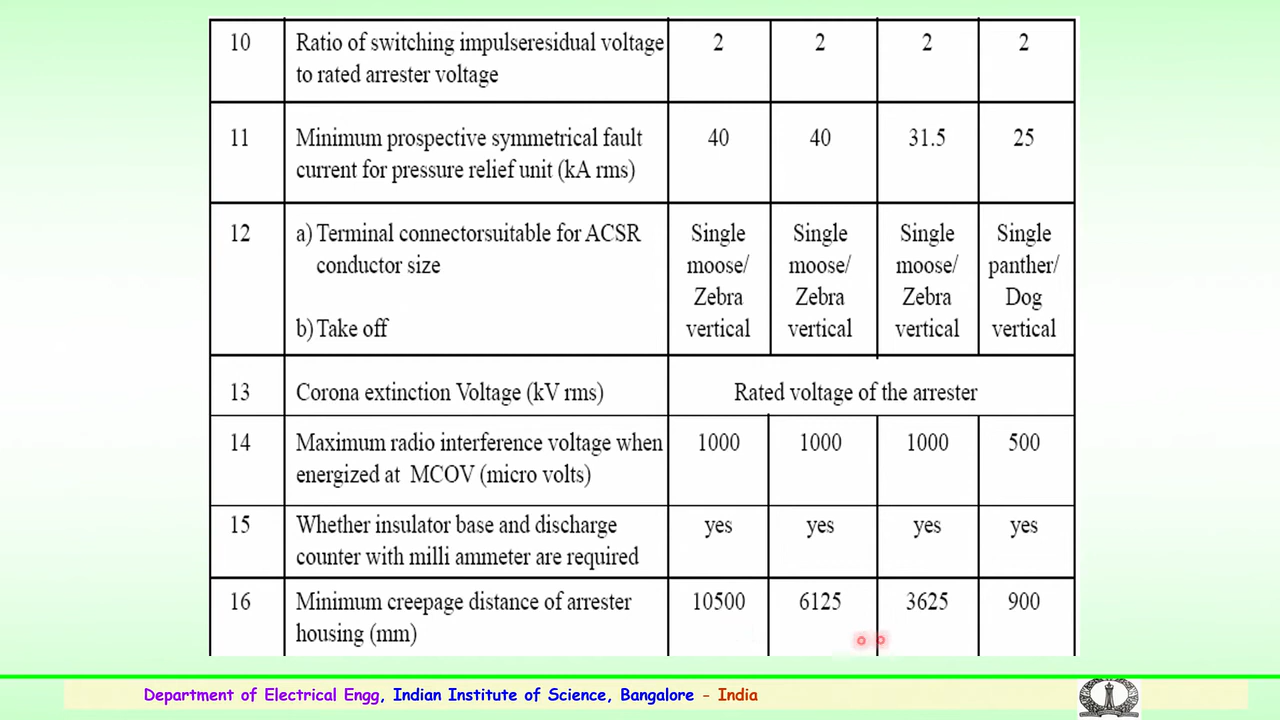 10 Ratio of switching impulseresidual voltage 2 2 2 2
to rated arrester voltage
11 Minimum prospective symmetrical fault 40 40 31.5 25
current for pressure relief unit (kA rms)
12 a) Terminal connectorsuitable for ACSR Single Single Single Single
conductor size moose/ moose/ moose/ panther/
Zebra Zebra Zebra Dog
b) Take off vertical vertical vertical vertical
13 Corona extinction Voltage (kV rms) Rated voltage of the arrester
14 Maximum radio interference voltage when 1000 1000 1000 500
energized at MCOV (micro volts)
15 Whether insulator base and discharge yes yes yes yes
counter with milli ammeter are required
16 Minimum creepage distance of arrester 10500 6125 3625 900
housing (mm)
Department of Electrical Engg, Indian Institute of Science, Bangalore - India